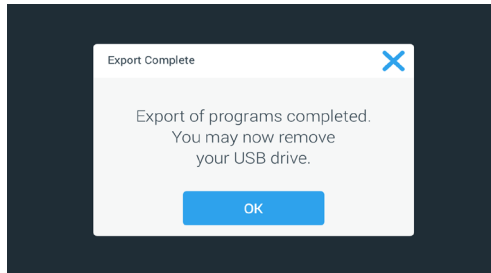 Export Complete
Export of programs completed.
You may now remove
your USB drive.
OK